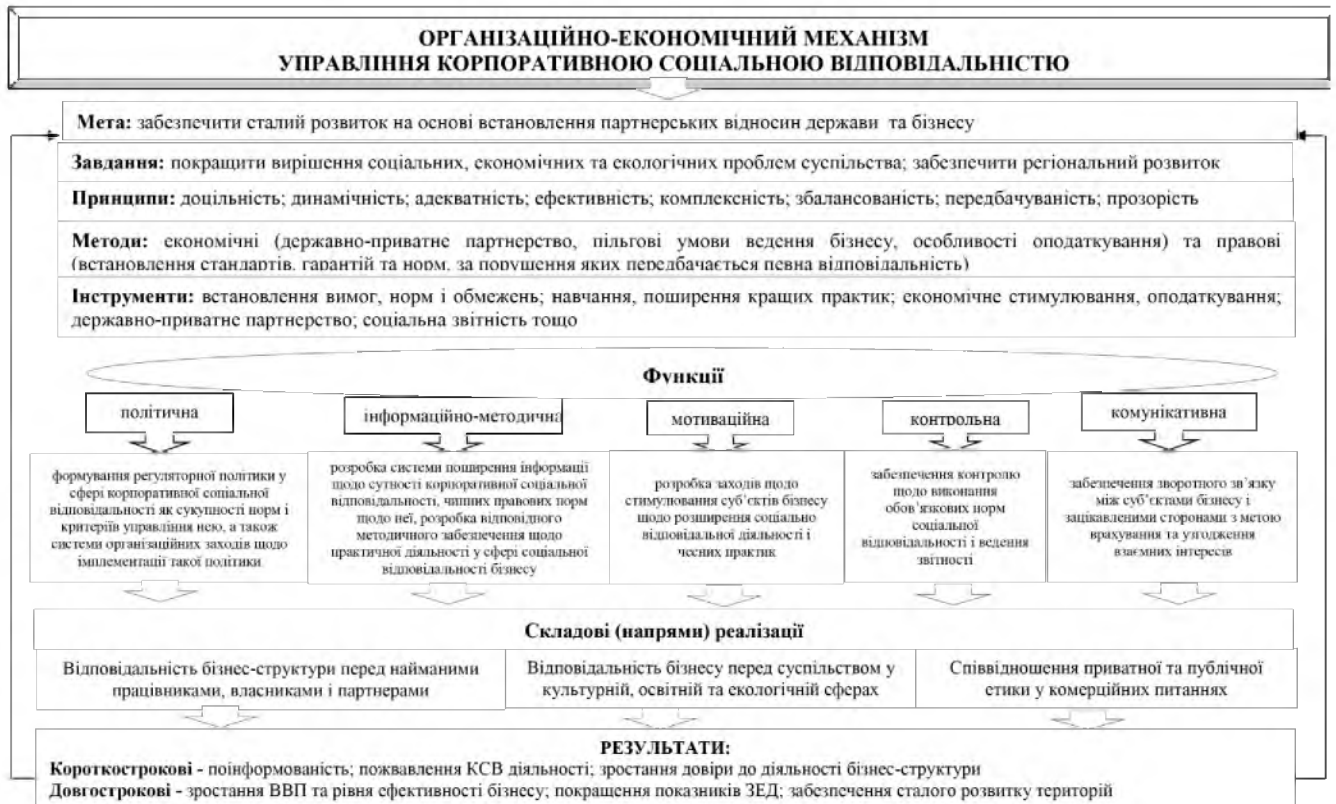 ОРГАНІЗАЦІЙНО-ЕКОНОМІЧНИЙ МЕХАНІЗМ
УПРАВЛІННЯ КОРПОРАТИВНОЮ СОЦІАЛЬНОЮ ВІДПОВІДАЛЬНІСТЮ
Мета: забезпечити сталий розвиток на основі встановлення партнерських відносин держави та бізнесу
Завдання: покращити вирішення соціальних, економічних та екологічних проблем суспільства; забезпечити регіональний розвиток
Принципи: доцільність; динамічність; адекватність; ефективність; комплексність; збалансованість; передбачуваність; прозорість
Методи: економічні (державно-приватне партнерство, пільгові умови ведення бізнесу, особливості оподаткування) та правові
(встановлення стандартів, гарантій та норм, за порушення яких передбачається певна відповідальність)
Інструменти: встановлення вимог, норм і обмежень; навчання, поширення кращих практик; економічне стимулювання, оподаткування;
державно-приватне партнерство; соціальна звітність тощо
Функції
політична
інформаційно-методична
мотиваційна
контрольна
комунікативна
формування регуляторної політики у
сфері корпоративної соціальної
відповідальності як сукупності норм і
критеріїв управління нею, а також
системи організаційних заходів щодо
імплементації такої політики
розробка системи поширення інформації
щодо сутності корпоративної соціальної
відповідальності, чинних правових норм
щодо неї, розробка відповідного
методичного забезпечення щодо
практичної діяльності у сфері соціальної
відповідальності бізнесу
розробка заходів щодо
стимулювання суб’єктів бізнесу
щодо розширення соціально
відповідальної діяльності і
чесних практик
забезпечення контролю
щодо виконання
обов’язкових норм
соціальної
відповідальності і ведення
звітності
забезпечення зворотного зв’язку
між суб’єктами бізнесу і
зацікавленими сторонами з метою
врахування та узгодження
взаємних інтересів
Складові (напрями) реалізації
Відповідальність бізнес-структури перед найманими
працівниками, власниками і партнерами
Відповідальність бізнесу перед суспільством у
культурній, освітній та екологічній сферах
Співвідношення приватної та публічної
етики у комерційних питаннях
РЕЗУЛЬТАТИ:
Короткострокові - поінформованість; пожвавлення КСВ діяльності; зростання довіри до діяльності бізнес-структури
Довгострокові - зростання ВВП та рівня ефективності бізнесу; покращення показників ЗЕД; забезпечення сталого розвитку територій